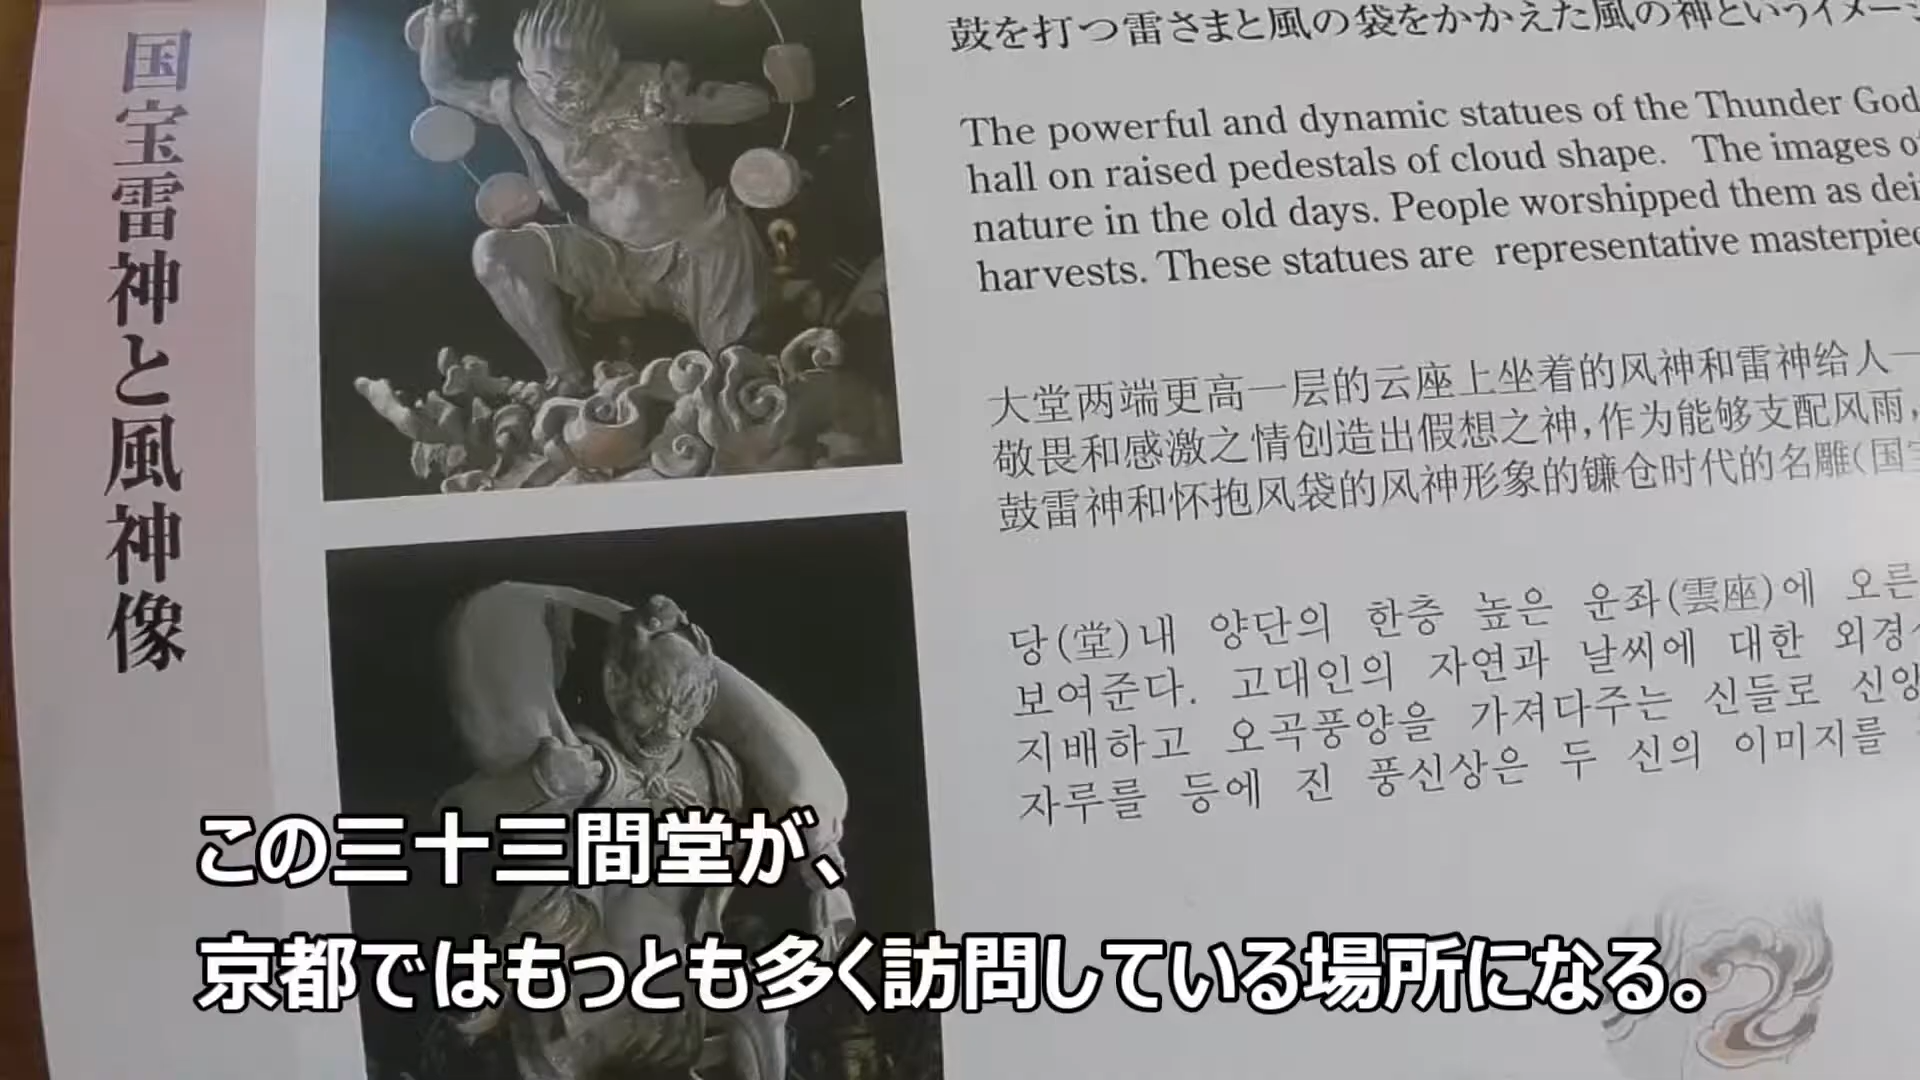 国宝雷神と風神像
鼓を打つ雷さまと風の袋をかかえた風の神というイメー
The powerful and dynamic statues of the Thunder God
hall on raised pedestals of cloud shape. The images o
nature in the old days. People worshipped them as dei
harvests. These statues are representative masterpiec
大堂两端更高一层的云座上坐着的风神和雷神给人一
敬畏和感激之情创造出假想之神,作为能够支配风雨,
鼓雷神和怀抱风袋的风神形象的镰仓时代的名雕(国宝
당(堂)내 양단의 한층 높은 운좌(雲座)에 오른
보여준다. 고대인의 자연과 날씨에 대한 외경
지배하고 오곡풍양을 가져다주는 신들로 신앙
자루를 등에 진 풍신상은 두 신의 이미지를
この三十三間堂が、
京都ではもっとも多く訪問している場所になる。